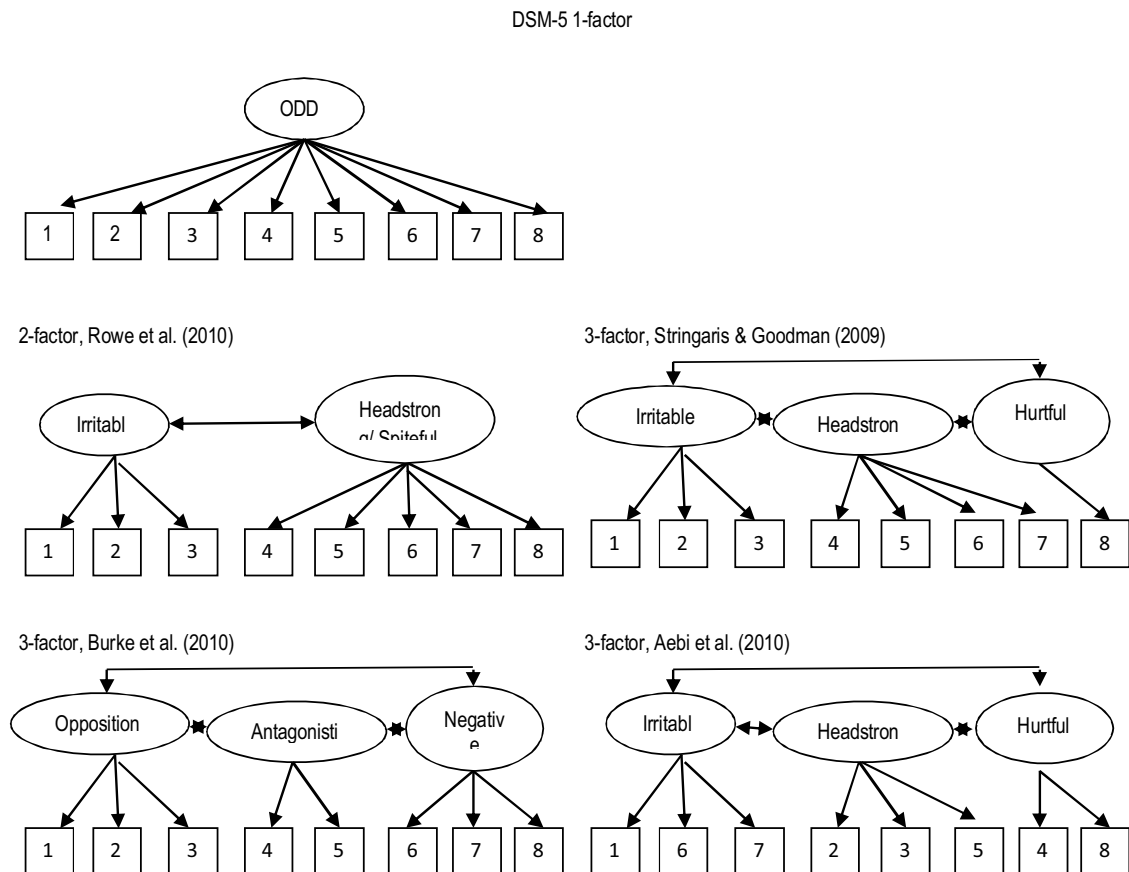 DSM-5 1-factor
ODD
1 2 3 4 5 6 7 8
2-factor, Rowe et al. (2010)
Irritabl
Headstron
g/ Spiteful
1 2 3 4 5 6 7 8
3-factor, Stringaris & Goodman (2009)
Irritable
Headstron
Hurtful
1 2 3 4 5 6 7 8
3-factor, Burke et al. (2010)
Opposition
Antagonisti
Negativ
e
1 2 3 4 5 6 7 8
3-factor, Aebi et al. (2010)
Irritabl
Headstron
Hurtful
1 6 7 2 3 5 4 8